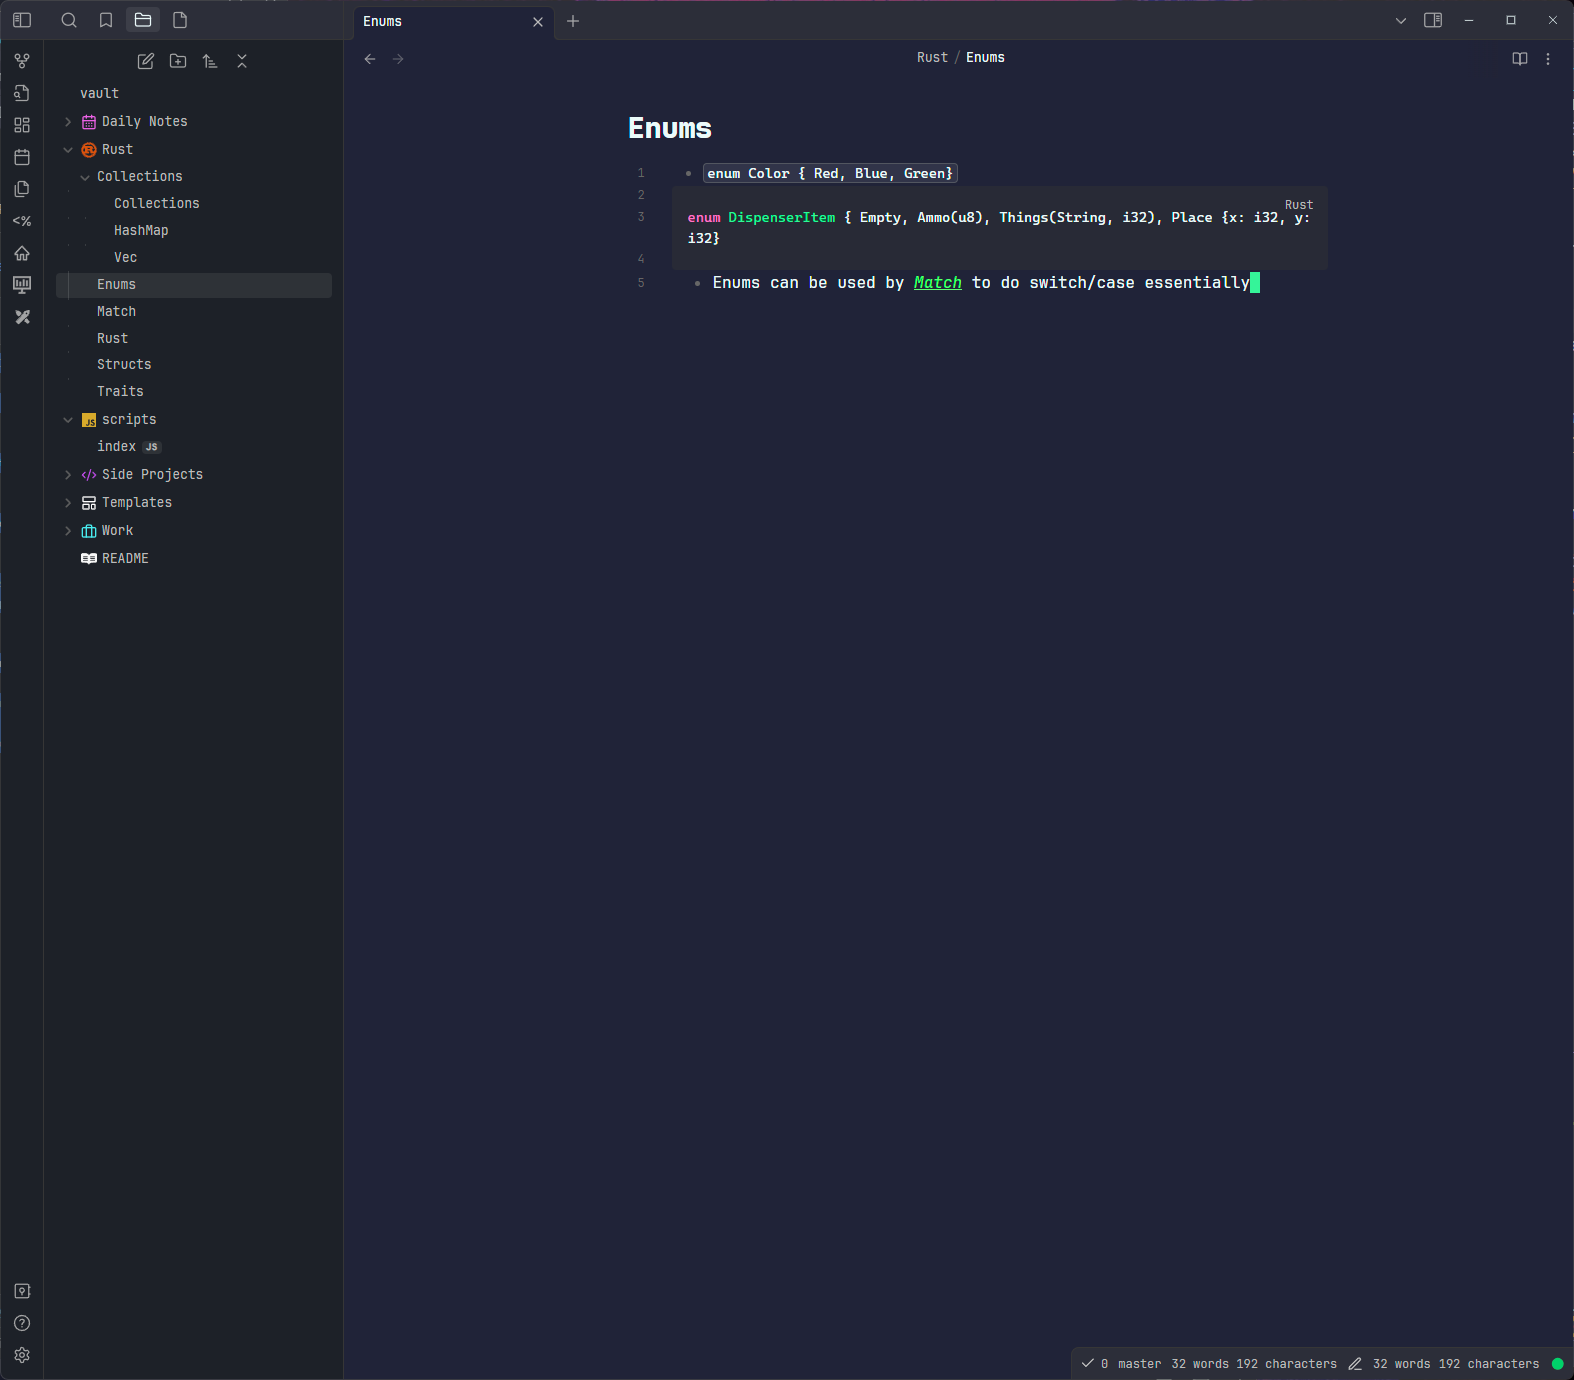 Enums
Rust / Enums
<%
vault
Daily Notes
Rust
Collections
Collections
HashMap
Vec
Enums
Match
Rust
Structs
Traits
JS scripts
index JS
Side Projects
Templates
Work
README
Enums
1 enum Color { Red, Blue, Green}
2
Rust
3 enum DispenserItem { Empty, Ammo(u8), Things(String, i32), Place {x: i32, y:
i32}
4
5 Enums can be used by Match to do switch/case essentially
0 master 32 words 192 characters 32 words 192 characters